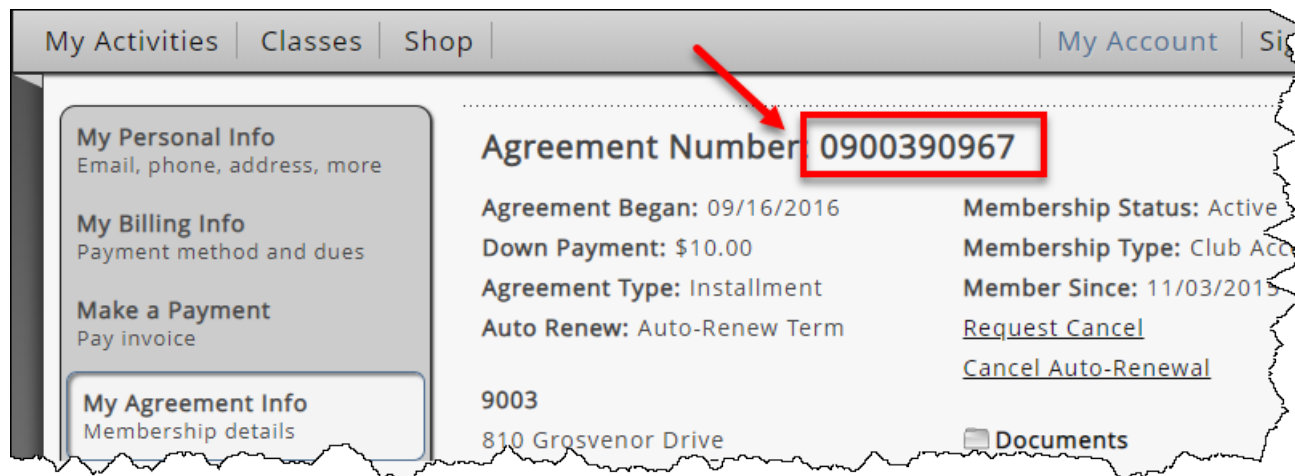 My Activities Classes Shop My Account
My Personal Info
Email, phone, address, more
My Billing Info
Payment method and dues
Make a Payment
Pay invoice
My Agreement Info
Membership details
Agreement Number: 0900390967
Agreement Began: 09/16/2016
Down Payment: $10.00
Agreement Type: Installment
Auto Renew: Auto-Renew Term
9003
810 Grosvenor Drive
Membership Status: Active
Membership Type: Club
Member Since: 11/03/2015
Request Cancel
Cancel Auto-Renewal
Documents